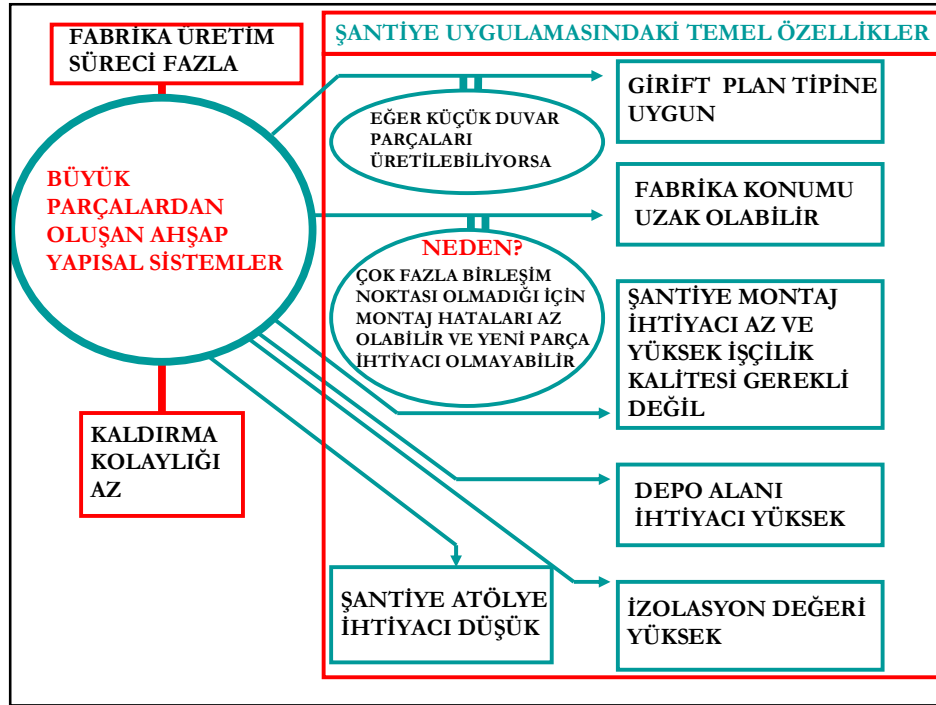 FABRİKA ÜRETİM
SÜRECİ FAZLA
ŞANTİYE UYGULAMASINDAKİ TEMEL ÖZELLİKLER
BÜYÜK
PARÇALARDAN
OLUŞAN AHŞAP
YAPISAL SİSTEMLER
EĞER KÜÇÜK DUVAR
PARÇALARI
ÜRETİLEBİLİYORSA
GİRİFT PLAN TİPİNE
UYGUN
FABRİKA KONUMU
UZAK OLABİLİR
NEDEN?
ÇOK FAZLA BİRLEŞİM
NOKTASI OLMADIĞI İÇİN
MONTAJ HATALARI AZ
OLABİLİR VE YENİ PARÇA
İHTİYACI OLMAYABİLİR
ŞANTİYE MONTAJ
İHTİYACI AZ VE
YÜKSEK İŞÇİLİK
KALİTESİ GEREKLİ
DEĞİL
KALDIRMA
KOLAYLIĞI
AZ
DEPO ALANI
İHTİYACI YÜKSEK
ŞANTİYE ATÖLYE
İHTİYACI DÜŞÜK
İZOLASYON DEĞERİ
YÜKSEK